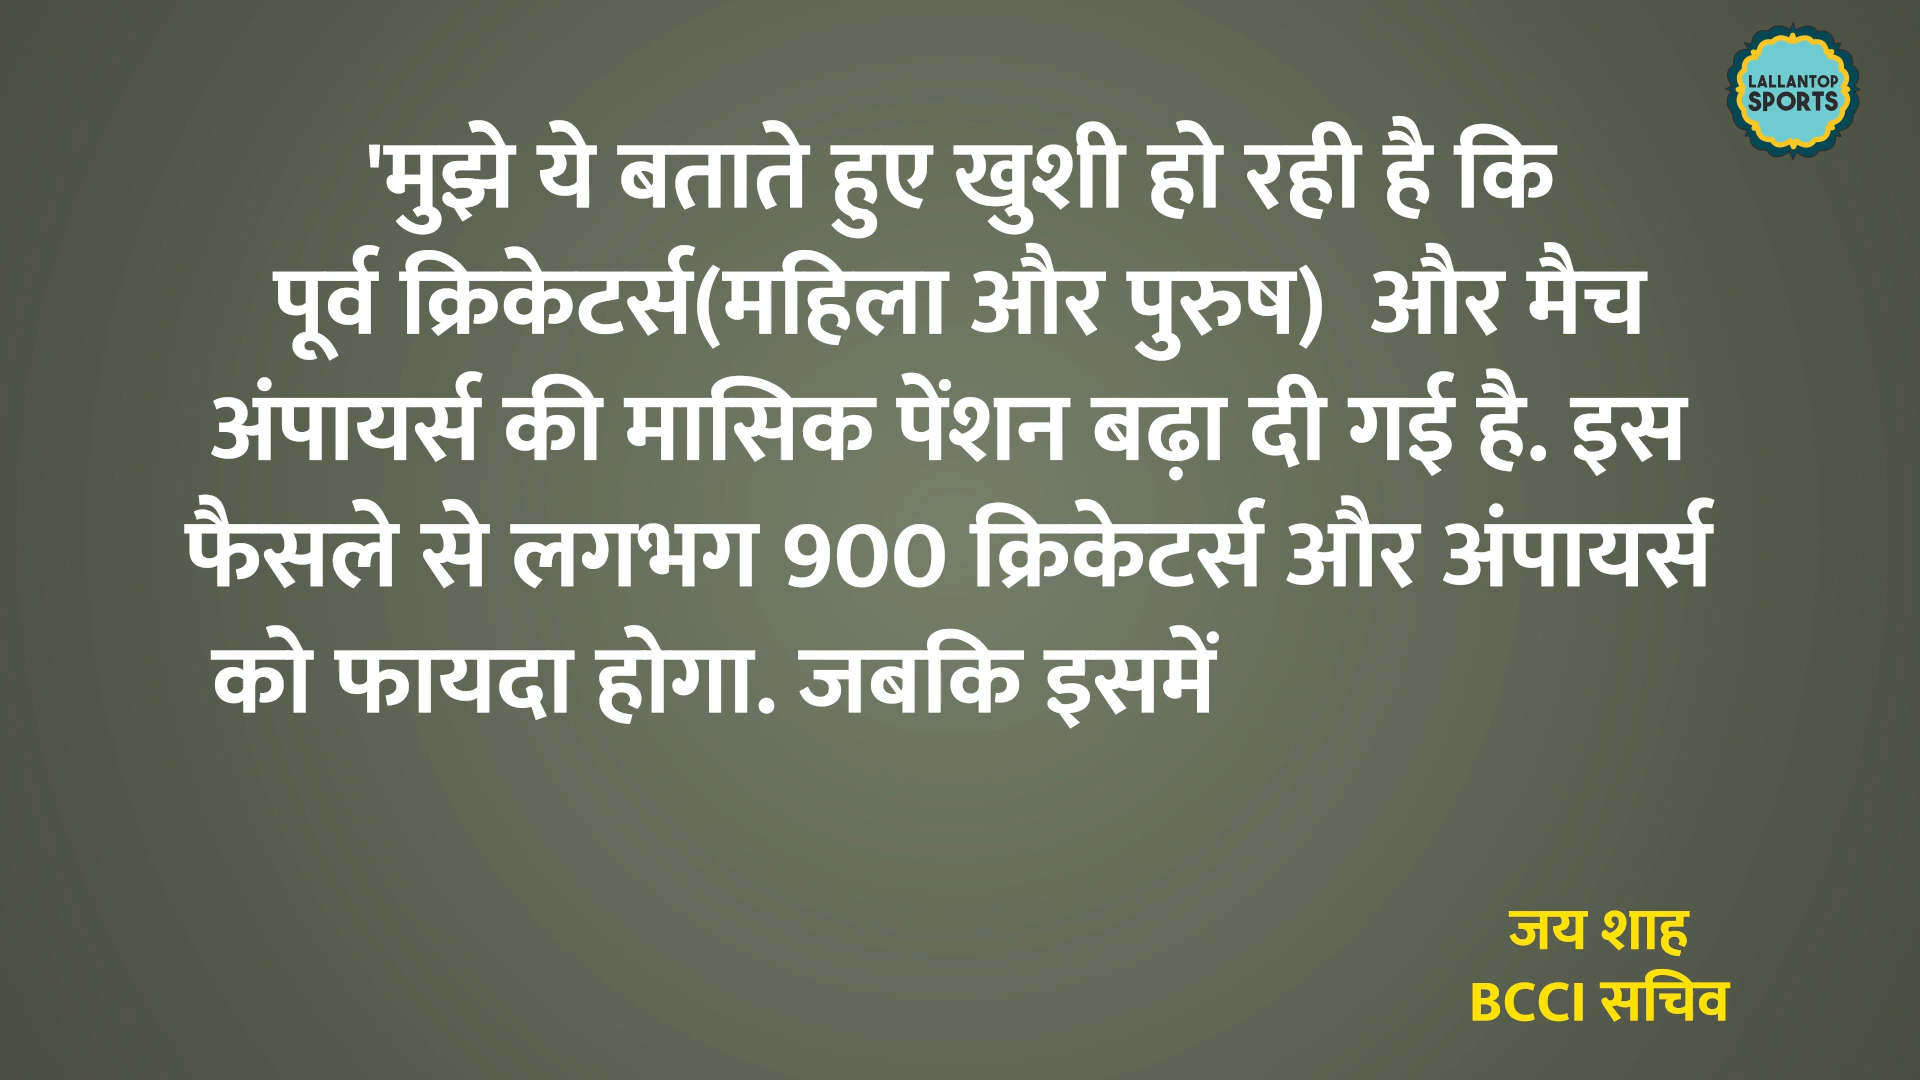 LALLANTOP
SPORTS
'मुझे ये बताते हुए खुशी हो रही है कि
पूर्व क्रिकेटर्स(महिला और पुरुष)  और मैच
अंपायर्स की मासिक पेंशन बढ़ा दी गई है. इस
फैसले से लगभग 900 क्रिकेटर्स और अंपायर्स
को फायदा होगा. जबकि इसमें
जय शाह
BCCI सचिव